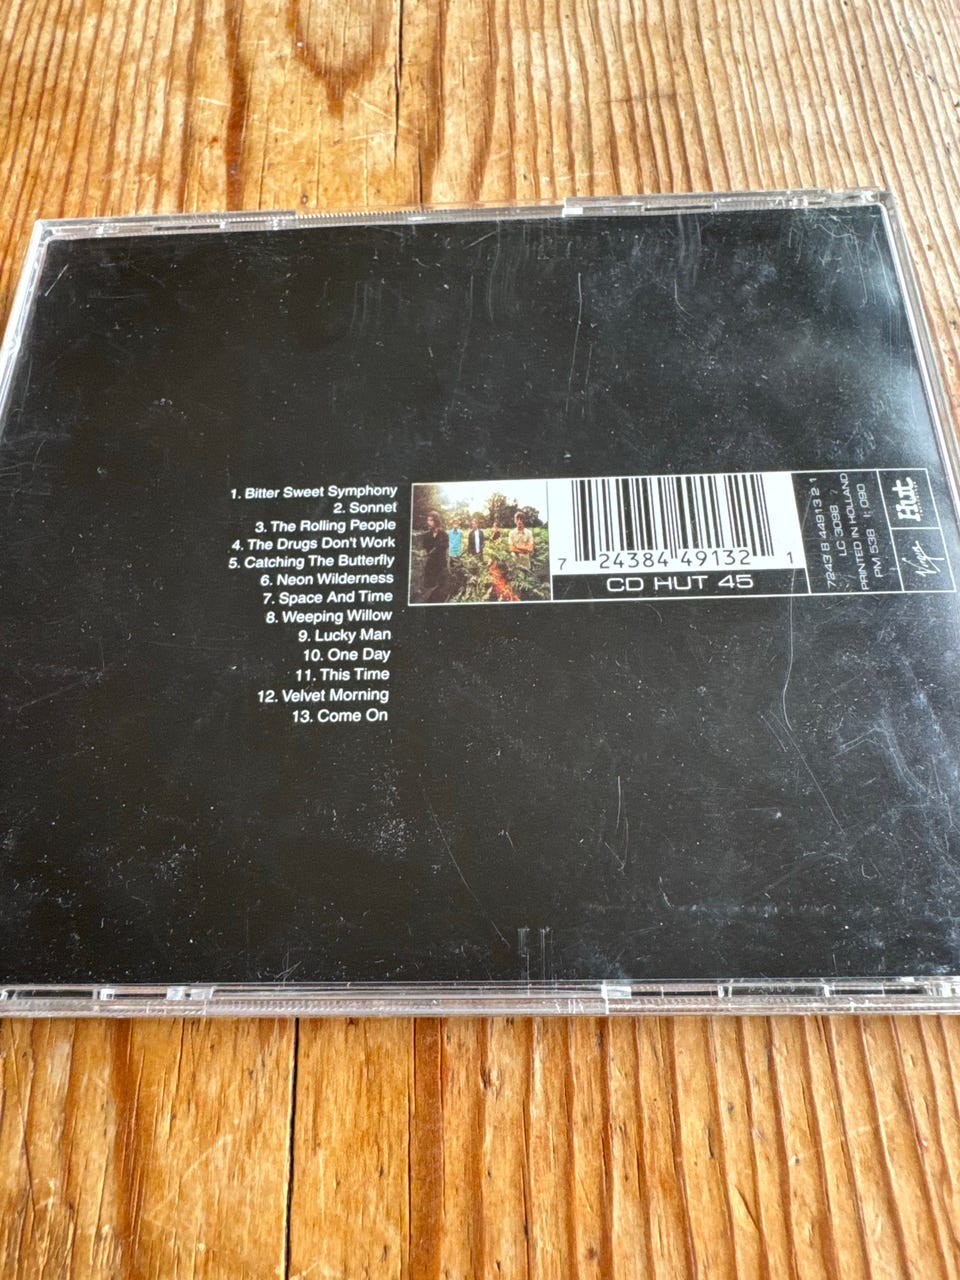 1. Bitter Sweet Symphony
2. Sonnet
3. The Rolling People
4. The Drugs Don't Work
5. Catching The Butterfly
6. Neon Wilderness
7. Space And Time
8. Weeping Willow
9. Lucky Man
10. One Day
11. This Time
12. Velvet Morning
13. Come On
7 24384 49132 1
CD HUT 45
7243 8 44913 2 1
LC 3098
PRINTED IN HOLLAND
PM 538 I: 090
Hut
Virgin